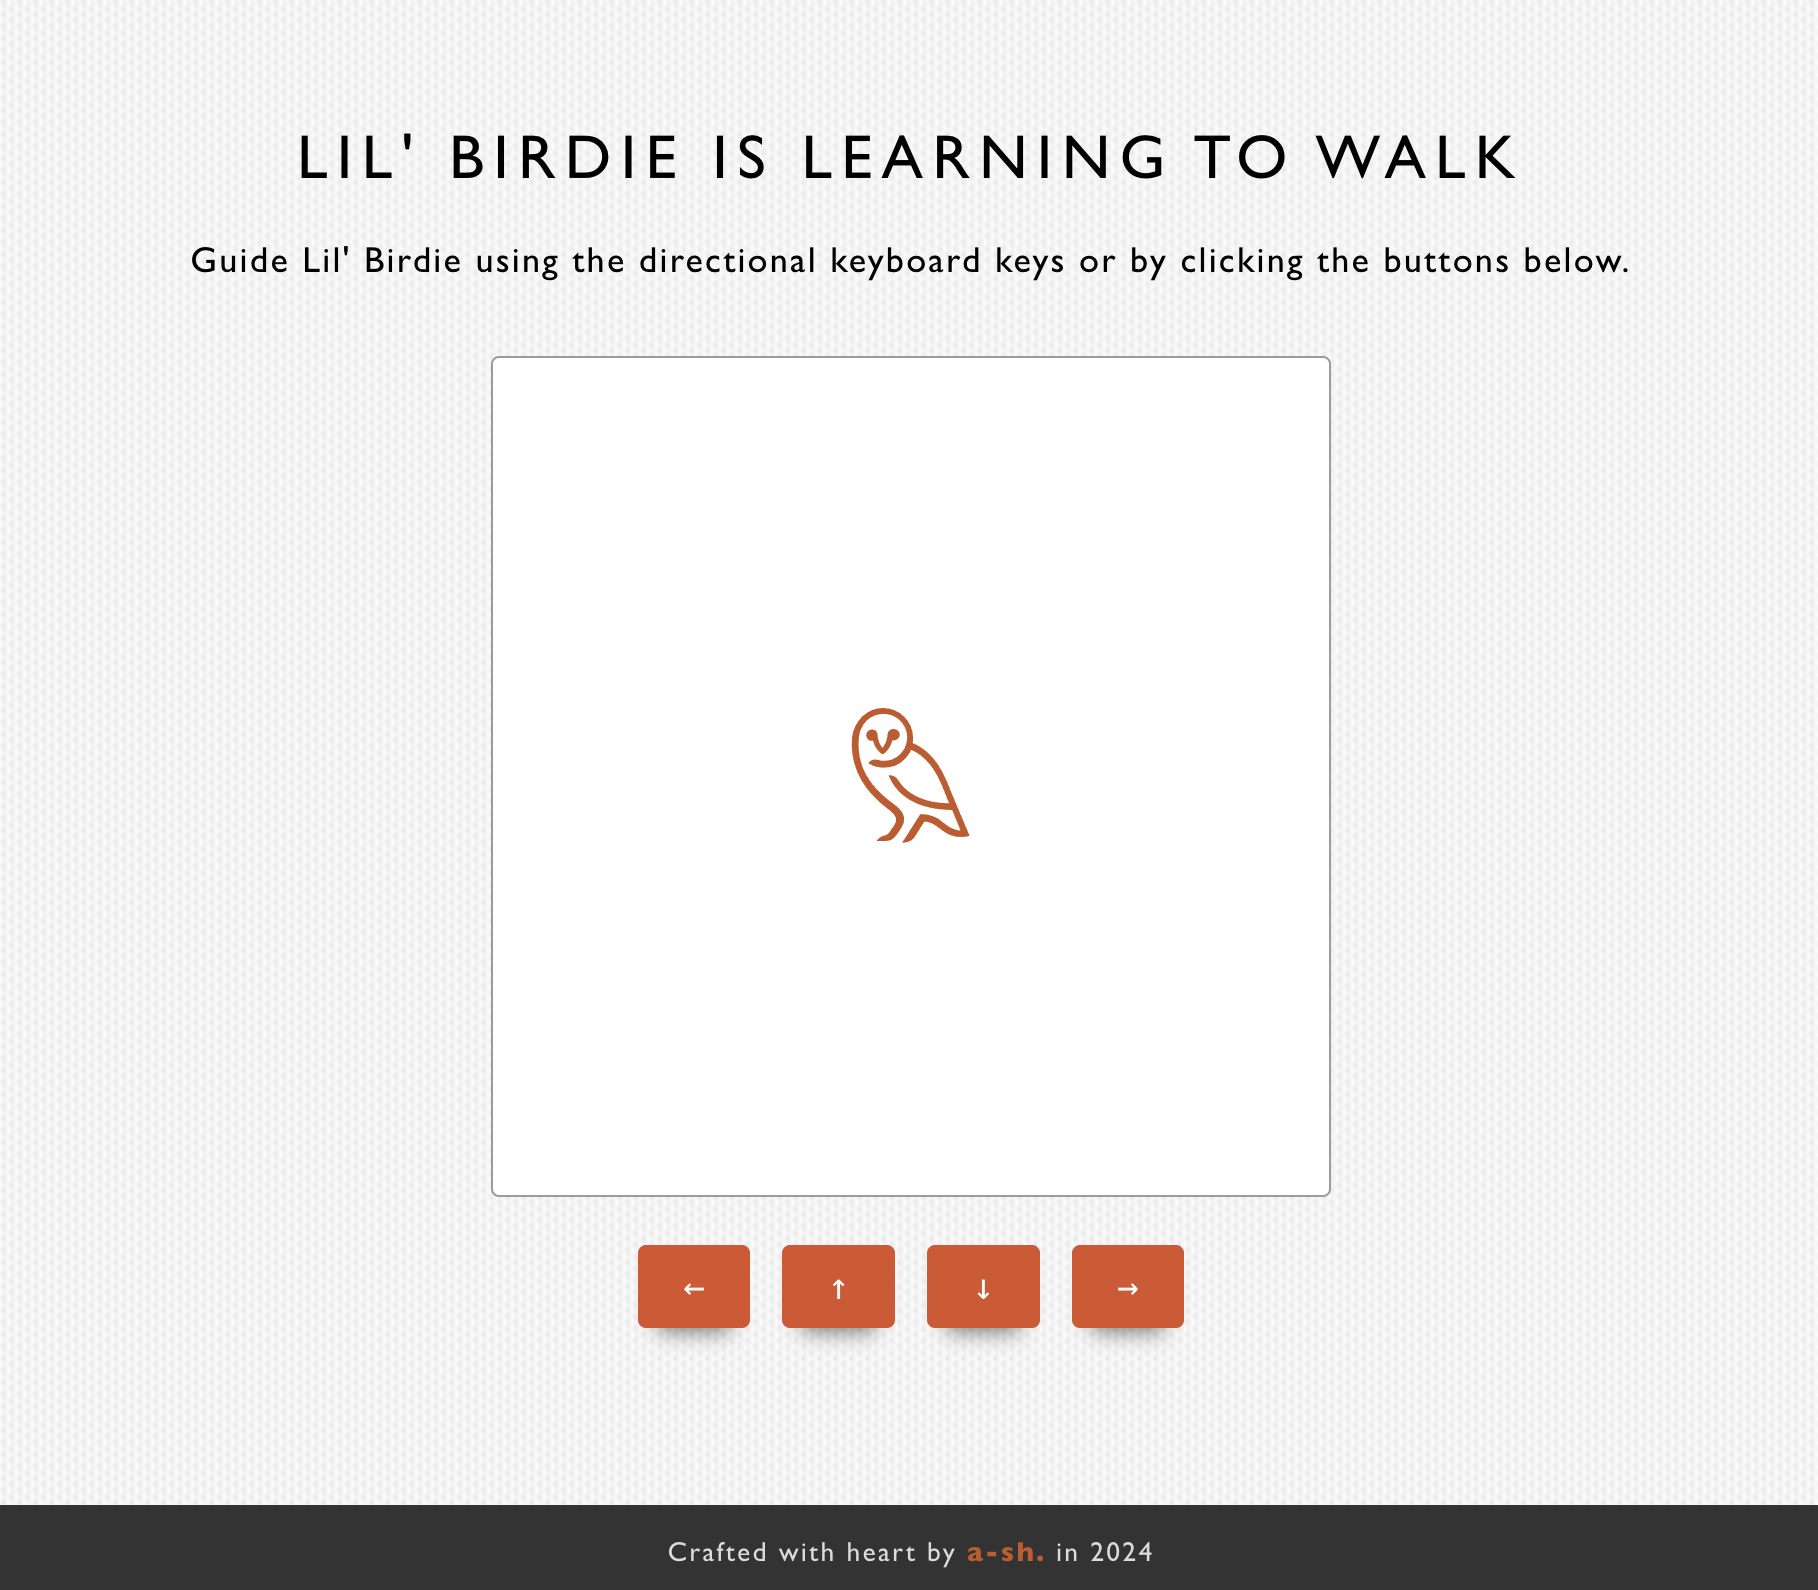 LIL' BIRDIE IS LEARNING TO WALK
Guide Lil' Birdie using the directional keyboard keys or by clicking the buttons below.
← ↑ ↓ →
Crafted with heart by a-sh. in 2024